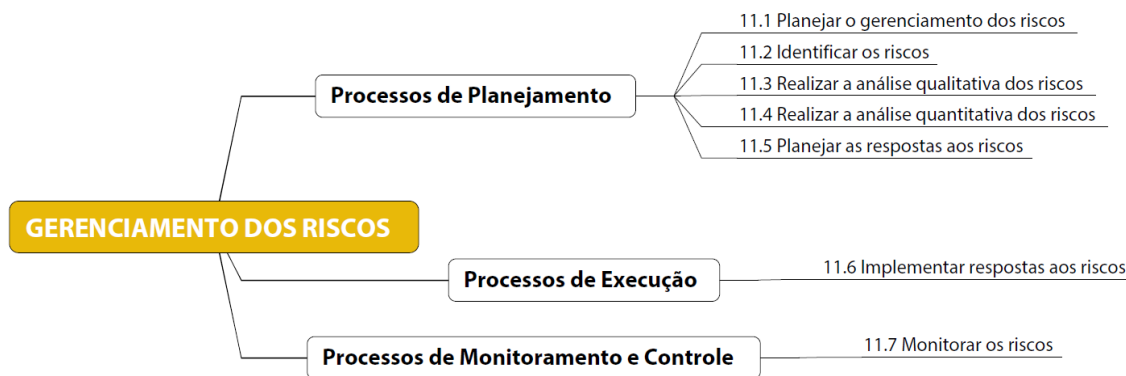 11.1 Planejar o gerenciamento dos riscos
11.2 Identificar os riscos
11.3 Realizar a análise qualitativa dos riscos
11.4 Realizar a análise quantitativa dos riscos
11.5 Planejar as respostas aos riscos
Processos de Planejamento
GERENCIAMENTO DOS RISCOS
Processos de Execução
11.6 Implementar respostas aos riscos
Processos de Monitoramento e Controle
11.7 Monitorar os riscos